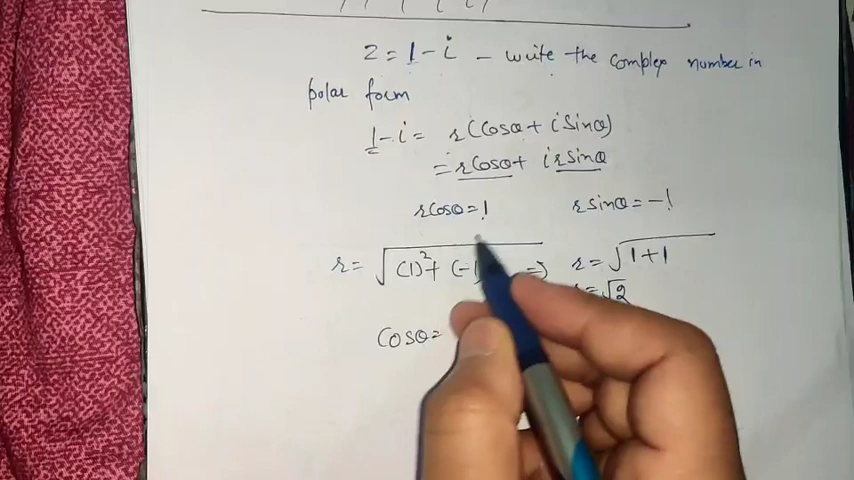 z = 1 - i - write the complex number in
polar form
1 - i = r(cosθ + i sinθ)
= r cosθ + i r sinθ
r cosθ = 1 r sinθ = -1
r = √(1)² + (-1) => r = √1+1
= √2
cosθ =